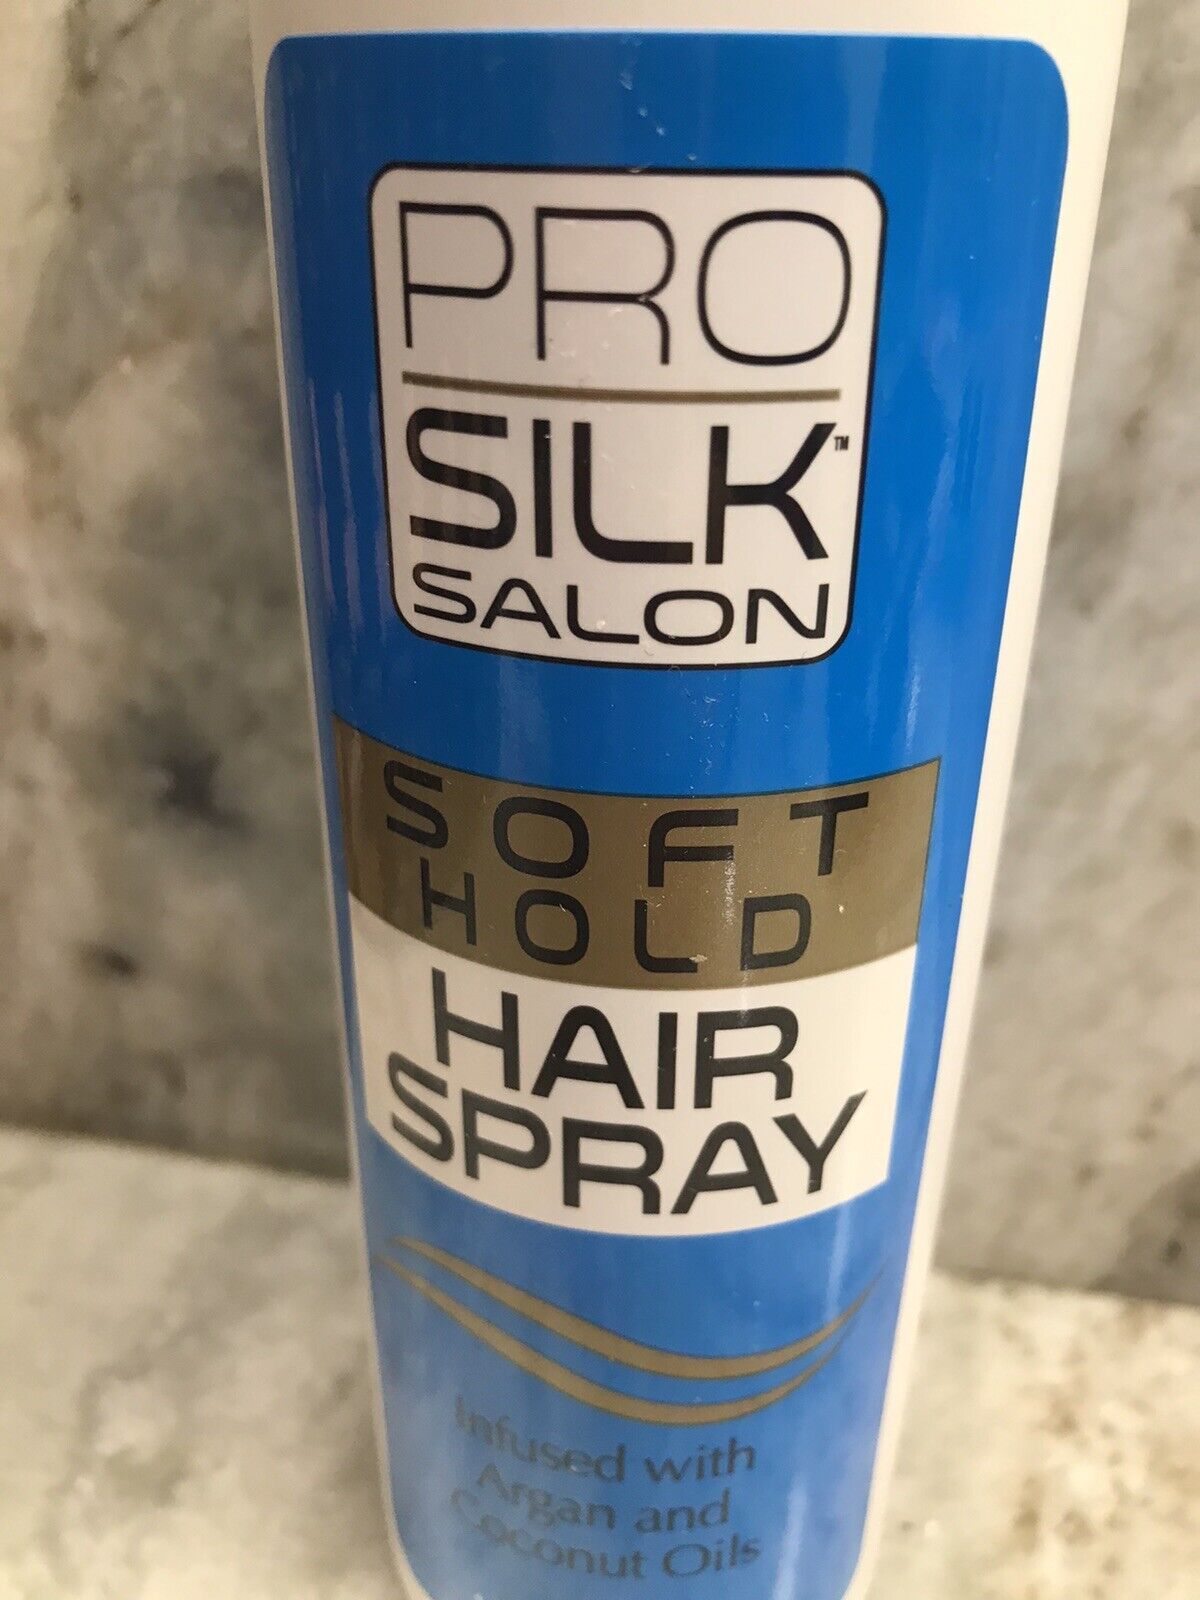 PRO
SILK™
SALON
SOFT
HOLD
HAIR
SPRAY
Infused with
Argan and
Coconut Oils